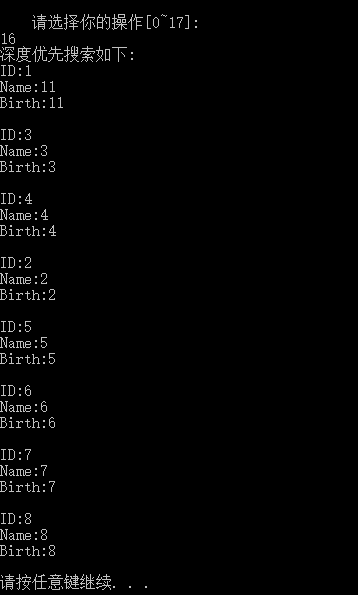 请选择你的操作[0~17]:
16
深度优先搜索如下:
ID:1
Name:11
Birth:11
ID:3
Name:3
Birth:3
ID:4
Name:4
Birth:4
ID:2
Name:2
Birth:2
ID:5
Name:5
Birth:5
ID:6
Name:6
Birth:6
ID:7
Name:7
Birth:7
ID:8
Name:8
Birth:8
请按任意键继续. . .